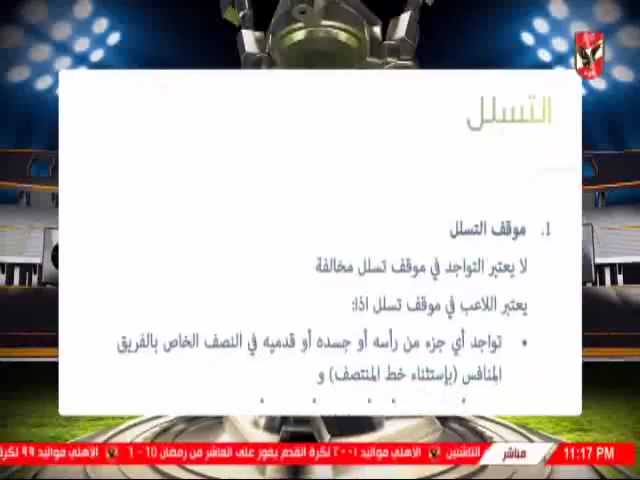 التسلل
1. موقف التسلل
لا يعتبر التواجد في موقف تسلل مخالفة
يعتبر اللاعب في موقف تسلل اذا:
• تواجد أي جزء من رأسه أو جسده أو قدميه في النصف الخاص بالفريق
المنافس (بإستثناء خط المنتصف) و
11:17 PM
مباشر
الناشئين
الأهلي مواليد ٢٠٠١ لكرة القدم يفوز على العاشر من رمضان 10 - 6
الأهلي مواليد ٩٩ لكرة